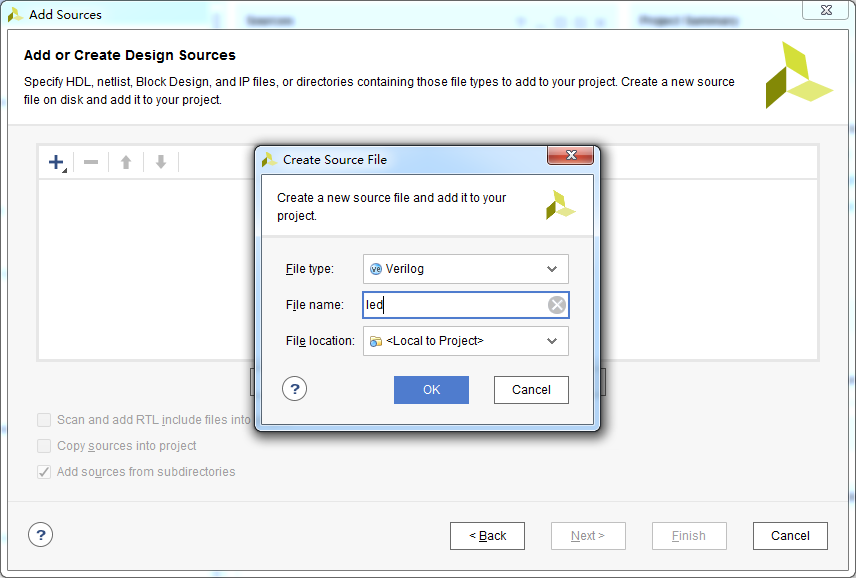 Add Sources
Sources
Project Summary
Add or Create Design Sources
Specify HDL, netlist, Block Design, and IP files, or directories containing those file types to add to your project. Create a new source
file on disk and add it to your project.
Create Source File
Create a new source file and add it to your
project.
File type:
Verilog
File name:
led
File location:
<Local to Project>
?
OK
Cancel
Scan and add RTL include files into
Copy sources into project
Add sources from subdirectories
?
< Back
Next >
Finish
Cancel